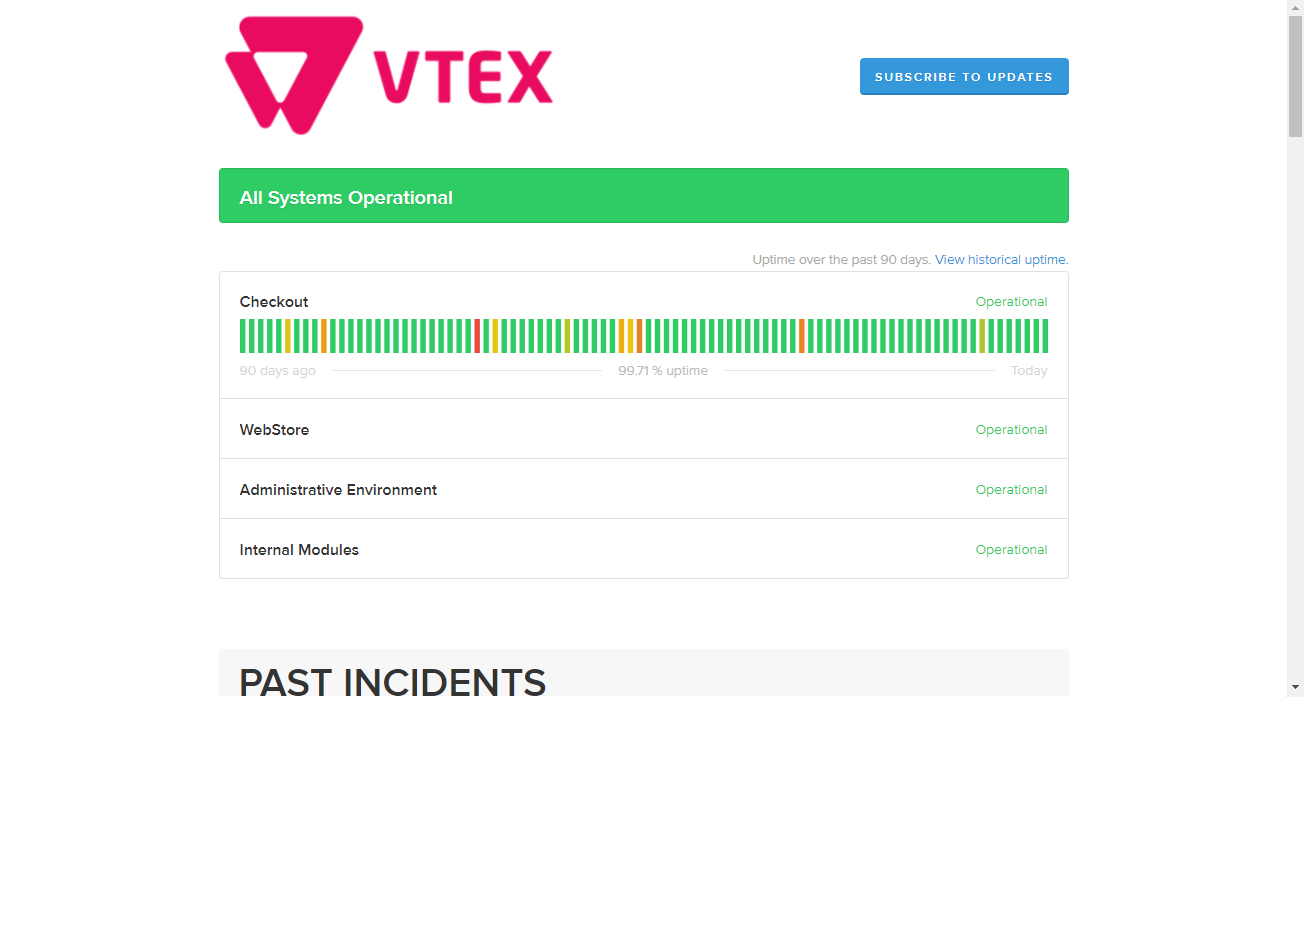 VTEX
SUBSCRIBE TO UPDATES
All Systems Operational
Uptime over the past 90 days. View historical uptime.
Checkout Operational
90 days ago 99.71 % uptime Today
WebStore Operational
Administrative Environment Operational
Internal Modules Operational
PAST INCIDENTS